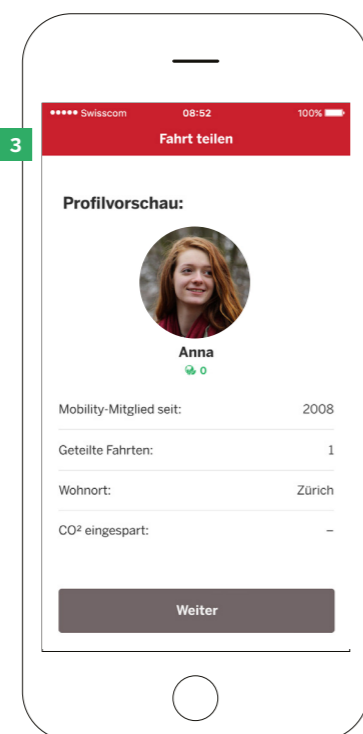 ●●●●● Swisscom 08:52 100%
Fahrt teilen
3
Profilvorschau:
Anna
0
Mobility-Mitglied seit: 2008
Geteilte Fahrten: 1
Wohnort: Zürich
CO² eingespart: –
Weiter